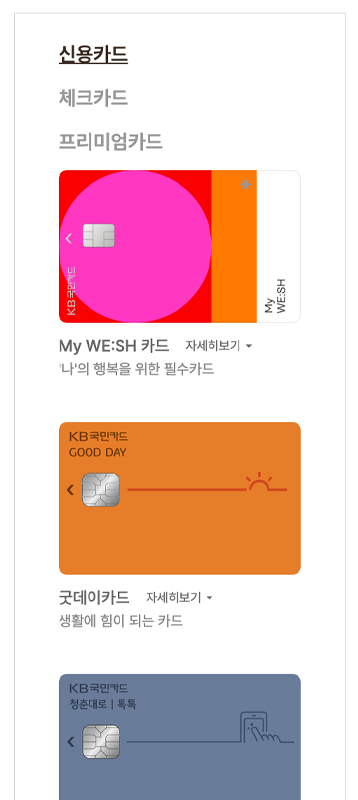 신용카드
체크카드
프리미엄카드
KB국민카드
My
WE:SH
My WE:SH 카드 자세히보기
'나'의 행복을 위한 필수카드
KB국민카드
GOOD DAY
굿데이카드 자세히보기
생활에 힘이 되는 카드
KB국민카드
청춘대로 | 톡톡